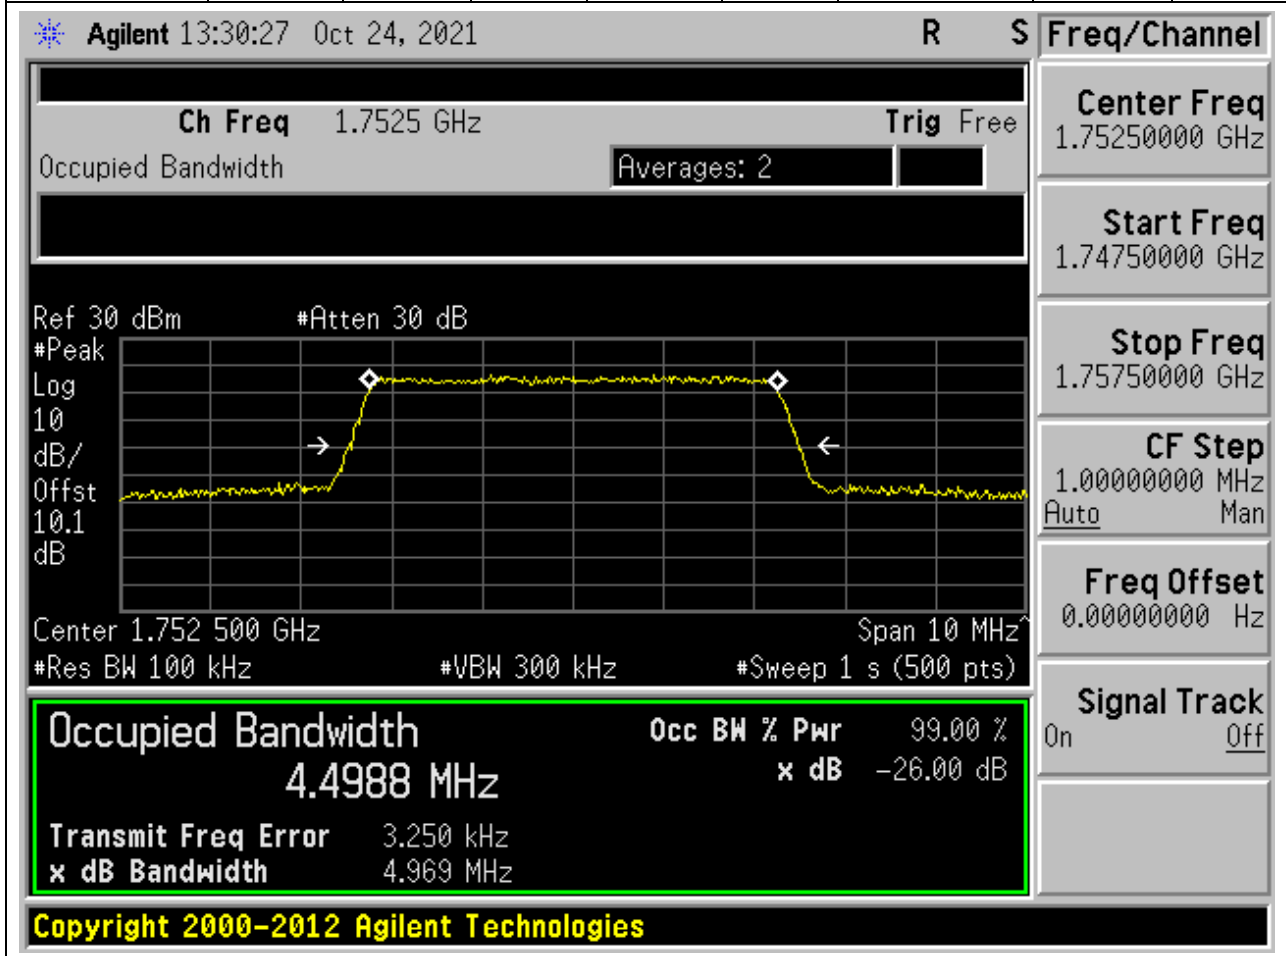 Agilent 13:30:27 Oct 24, 2021 R S
Ch Freq 1.7525 GHz Trig Free
Occupied Bandwidth Averages: 2
Ref 30 dBm #Atten 30 dB
#Peak
Log
10
dB/
Offst
10.1
dB
Center 1.752 500 GHz Span 10 MHz^
#Res BW 100 kHz #VBW 300 kHz #Sweep 1 s (500 pts)
Occupied Bandwidth Occ BW % Pwr 99.00 %
4.4988 MHz x dB -26.00 dB
Transmit Freq Error 3.250 kHz
x dB Bandwidth 4.969 MHz
Copyright 2000-2012 Agilent Technologies
Freq/Channel
Center Freq
1.75250000 GHz
Start Freq
1.74750000 GHz
Stop Freq
1.75750000 GHz
CF Step
1.00000000 MHz
Auto Man
Freq Offset
0.00000000 Hz
Signal Track
On Off